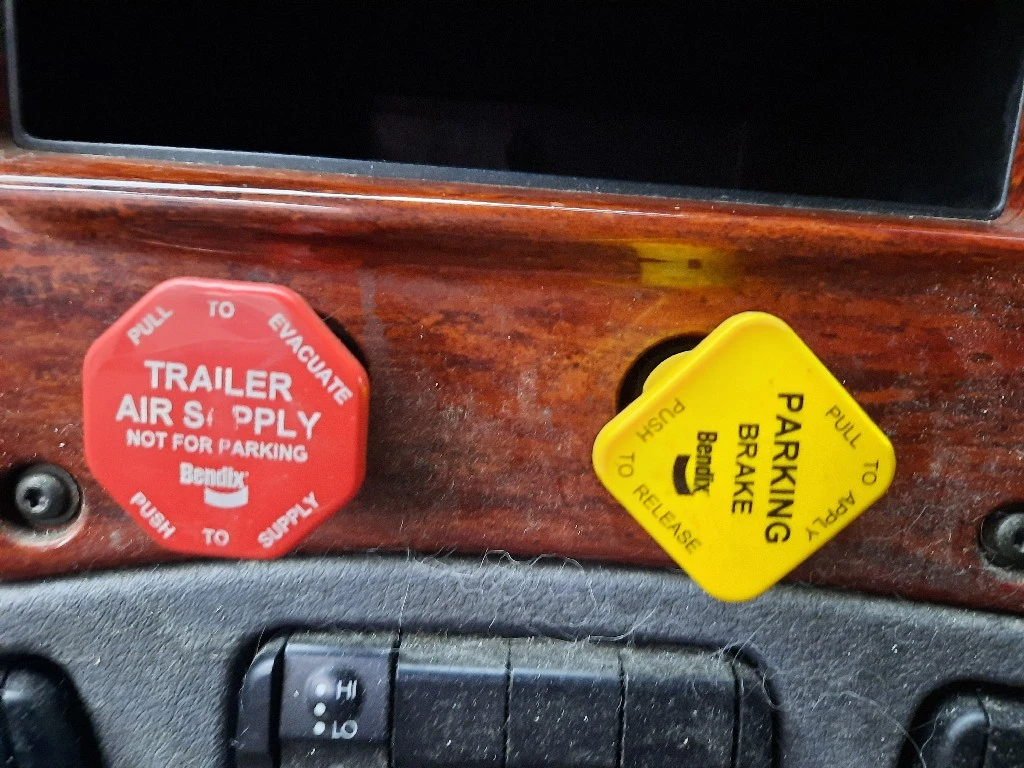 PULL TO EVACUATE
TRAILER
AIR S PPLY
NOT FOR PARKING
Bendix
PUSH TO SUPPLY
PULL TO APPLY
PARKING
BRAKE
Bendix
PUSH TO RELEASE
HI
LO